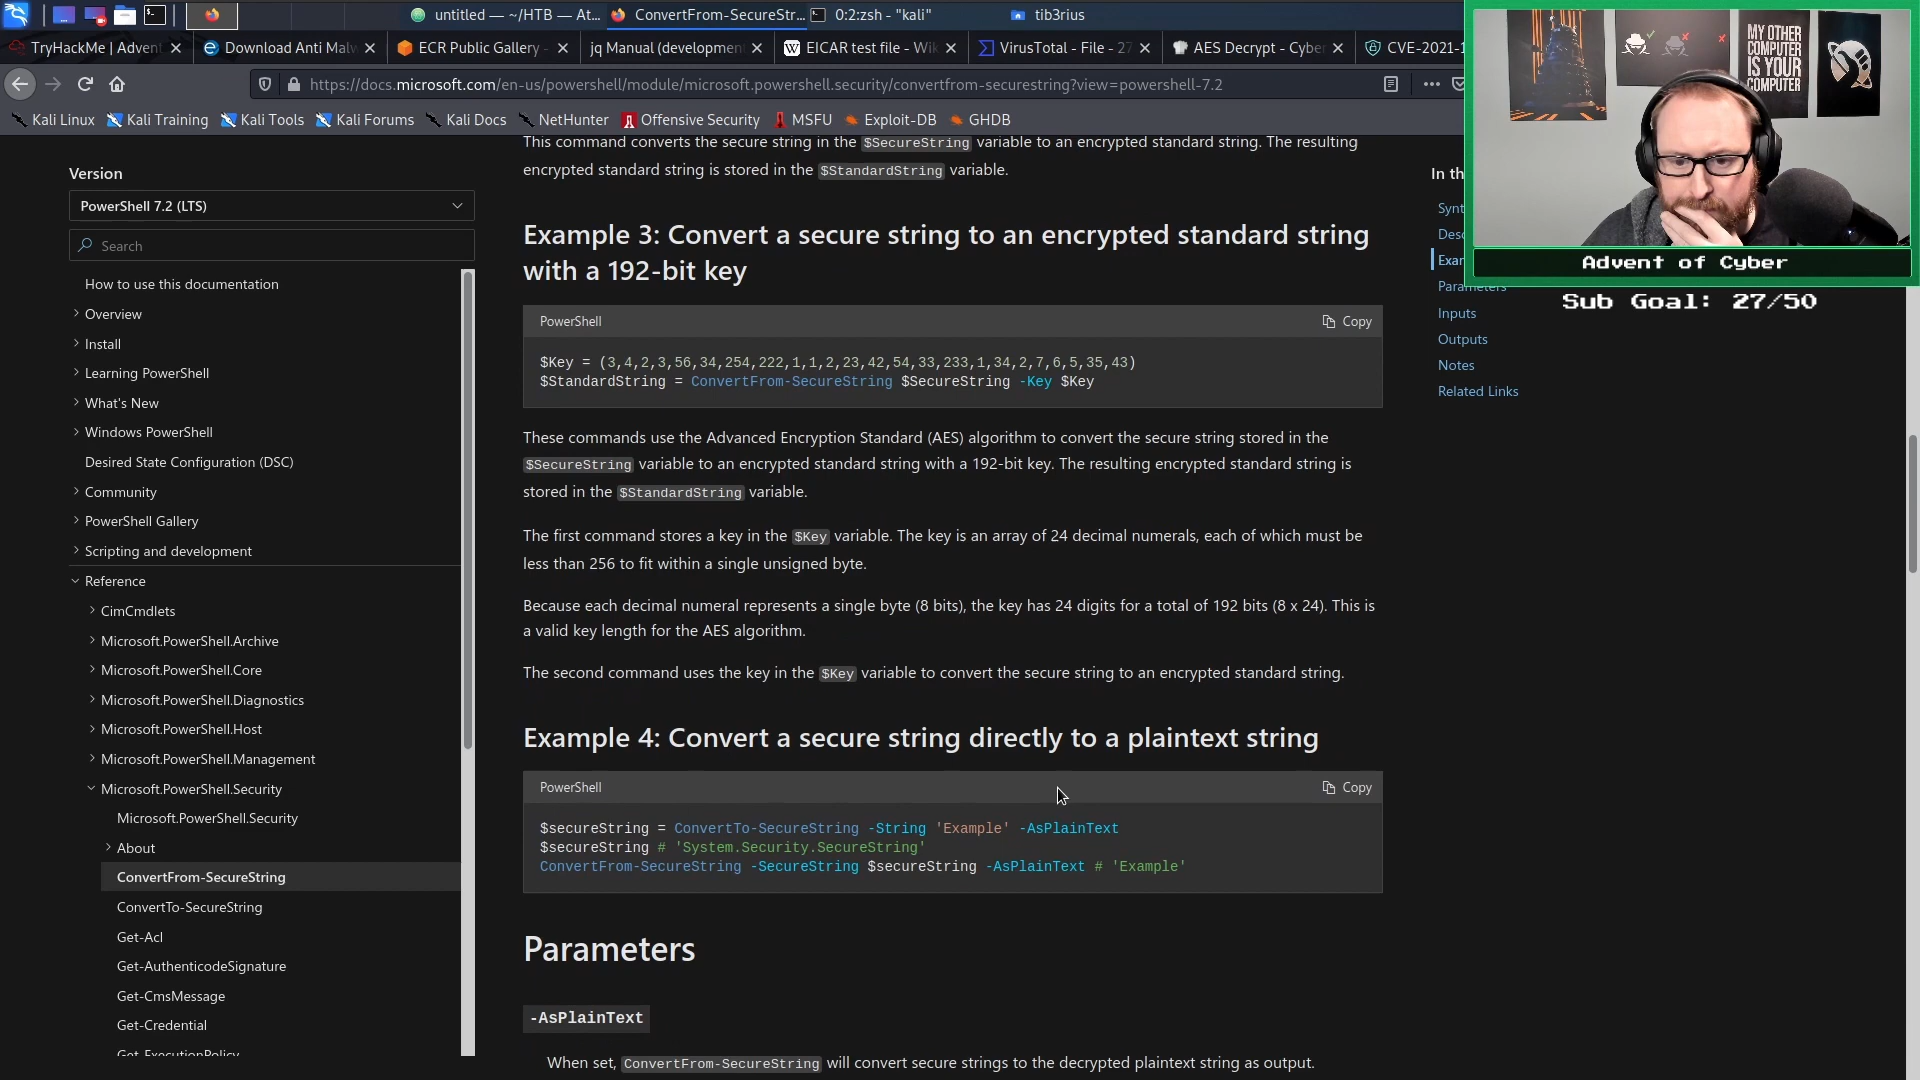 untitled — ~/HTB — At...
ConvertFrom-SecureStr...
0:2:zsh - "kali"
tib3rius
TryHackMe | Advent
Download Anti Malw
ECR Public Gallery -
jq Manual (developmen
EICAR test file - Wik
VirusTotal - File - 27
AES Decrypt - Cyber
CVE-2021-1
https://docs.microsoft.com/en-us/powershell/module/microsoft.powershell.security/convertfrom-securestring?view=powershell-7.2
Kali Linux
Kali Training
Kali Tools
Kali Forums
Kali Docs
NetHunter
Offensive Security
MSFU
Exploit-DB
GHDB
Version
PowerShell 7.2 (LTS)
Search
How to use this documentation
Overview
Install
Learning PowerShell
What's New
Windows PowerShell
Desired State Configuration (DSC)
Community
PowerShell Gallery
Scripting and development
Reference
CimCmdlets
Microsoft.PowerShell.Archive
Microsoft.PowerShell.Core
Microsoft.PowerShell.Diagnostics
Microsoft.PowerShell.Host
Microsoft.PowerShell.Management
Microsoft.PowerShell.Security
Microsoft.PowerShell.Security
About
ConvertFrom-SecureString
ConvertTo-SecureString
Get-Acl
Get-AuthenticodeSignature
Get-CmsMessage
Get-Credential
Get-ExecutionPolicy
This command converts the secure string in the $SecureString variable to an encrypted standard string. The resulting
encrypted standard string is stored in the $StandardString variable.
Example 3: Convert a secure string to an encrypted standard string
with a 192-bit key
PowerShell
Copy
$Key = (3,4,2,3,56,34,254,222,1,1,2,23,42,54,33,233,1,34,2,7,6,5,35,43)
$StandardString = ConvertFrom-SecureString $SecureString -Key $Key
These commands use the Advanced Encryption Standard (AES) algorithm to convert the secure string stored in the
$SecureString variable to an encrypted standard string with a 192-bit key. The resulting encrypted standard string is
stored in the $StandardString variable.
The first command stores a key in the $Key variable. The key is an array of 24 decimal numerals, each of which must be
less than 256 to fit within a single unsigned byte.
Because each decimal numeral represents a single byte (8 bits), the key has 24 digits for a total of 192 bits (8 x 24). This is
a valid key length for the AES algorithm.
The second command uses the key in the $Key variable to convert the secure string to an encrypted standard string.
Example 4: Convert a secure string directly to a plaintext string
PowerShell
Copy
$secureString = ConvertTo-SecureString -String 'Example' -AsPlainText
$secureString # 'System.Security.SecureString'
ConvertFrom-SecureString -SecureString $secureString -AsPlainText # 'Example'
Parameters
-AsPlainText
When set, ConvertFrom-SecureString will convert secure strings to the decrypted plaintext string as output.
In th
Synt
Desc
Exar
Parameters
Inputs
Outputs
Notes
Related Links
MY OTHER
COMPUTER
IS YOUR
COMPUTER
Advent of Cyber
Sub Goal: 27/50